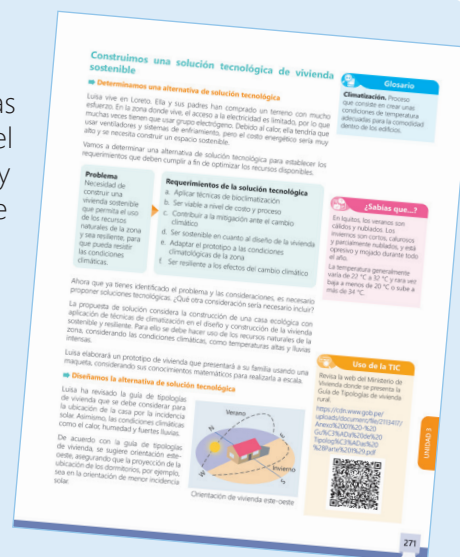 as
el
y
e
Construimos una solución tecnológica de vivienda
sostenible
Determinamos una alternativa de solución tecnológica
Luisa vive en Loreto. Ella y sus padres han comprado un terreno con mucho
esfuerzo. En la zona donde vive, el acceso a la electricidad es limitado, por lo que
muchas veces tienen que usar grupo electrógeno. Debido al calor, ella tendría que
usar ventiladores y sistemas de enfriamiento, pero el costo energético sería muy
alto y se necesita construir un espacio sostenible.
Vamos a determinar una alternativa de solución tecnológica para establecer los
requerimientos que deben cumplir a fin de optimizar los recursos disponibles.
Problema
Necesidad de
construir una
vivienda sostenible
que permita el uso
de los recursos
naturales de la zona
y sea resiliente, para
que pueda resistir
las condiciones
climáticas.
Requerimientos de la solución tecnológica
a. Aplicar técnicas de bioclimatización
b. Ser viable a nivel de costo y proceso
c. Contribuir a la mitigación ante el cambio
climático
d. Ser sostenible en cuanto al diseño de la vivienda
e. Adaptar el prototipo a las condiciones
climatológicas de la zona
f. Ser resiliente a los efectos del cambio climático
Ahora que ya tienes identificado el problema y las consideraciones, es necesario
proponer soluciones tecnológicas. ¿Qué otra consideración sería necesario incluir?
La propuesta de solución considera la construcción de una casa ecológica con
aplicación de técnicas de climatización en el diseño y construcción de la vivienda
sostenible y resiliente. Para ello se debe hacer uso de los recursos naturales de la
zona, considerando las condiciones climáticas, como temperaturas altas y lluvias
intensas.
Luisa elaborará un prototipo de vivienda que presentará a su familia usando una
maqueta, considerando sus conocimientos matemáticos para realizarla a escala.
Diseñamos la alternativa de solución tecnológica
Luisa ha revisado la guía de tipologías
de vivienda que se debe considerar para
la ubicación de la casa por la incidencia
solar. Asimismo, las condiciones climáticas
como el calor, humedad y fuertes lluvias.
De acuerdo con la guía de tipologías
de vivienda, se sugiere orientación este-
oeste, asegurando que la proyección de la
ubicación de los dormitorios, por ejemplo,
sea en la orientación de menor incidencia
solar.
Verano
Invierno
N
E
W
S
Orientación de vivienda este-oeste
Glosario
Climatización. Proceso
que consiste en crear unas
condiciones de temperatura
adecuadas para la comodidad
dentro de los edificios.
¿Sabías que...?
En Iquitos, los veranos son
cálidos y nublados. Los
inviernos son cortos, calurosos
y parcialmente nublados, y está
opresivo y mojado durante todo
el año.
La temperatura generalmente
varía de 22 °C a 32 °C y rara vez
baja a menos de 20 °C o sube a
más de 34 °C.
Uso de la TIC
Revisa la web del Ministerio de
Vivienda donde se presenta la
Guía de Tipologías de vivienda
rural.
https://cdn.www.gob.pe/
UNIDAD 8
271